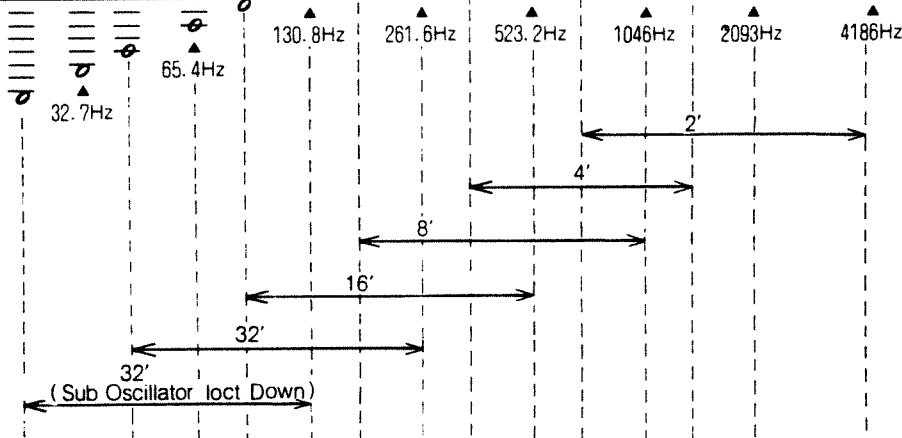 130.8Hz 261.6Hz 523.2Hz 1046Hz 2093Hz 4186Hz
65.4Hz
32.7Hz
2'
4'
8'
16'
32'
32'
(Sub Oscillator loct Down)